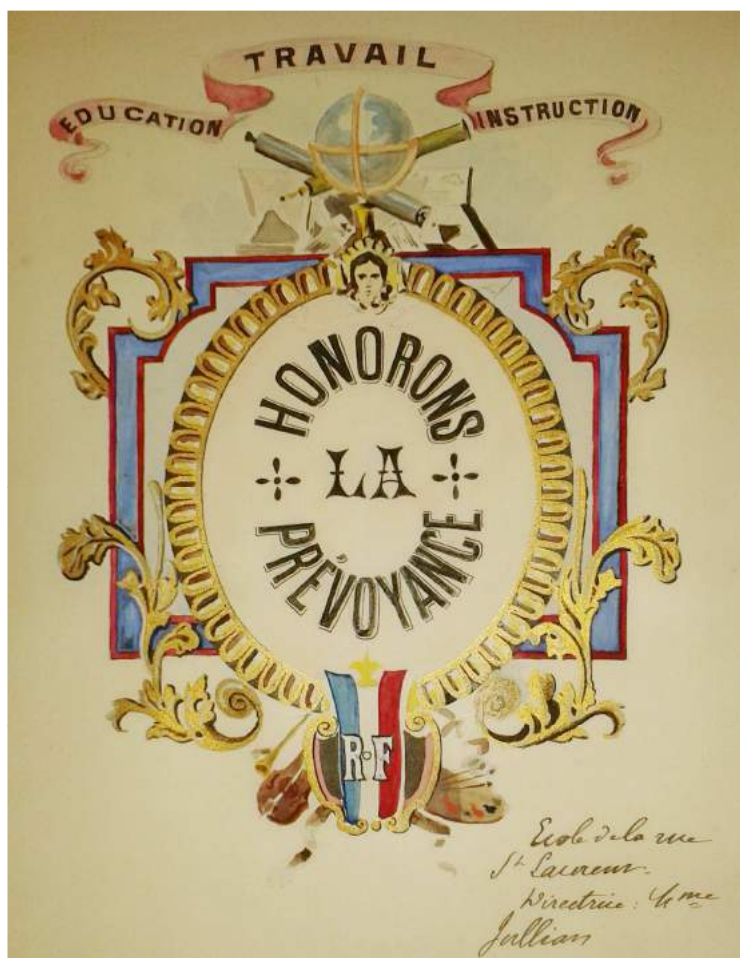 TRAVAIL
EDUCATION INSTRUCTION
HONORONS
LA
PRÉVOYANCE
R·F
Ecole de la rue
St Laurent.
Directrice : Mme
Jullian